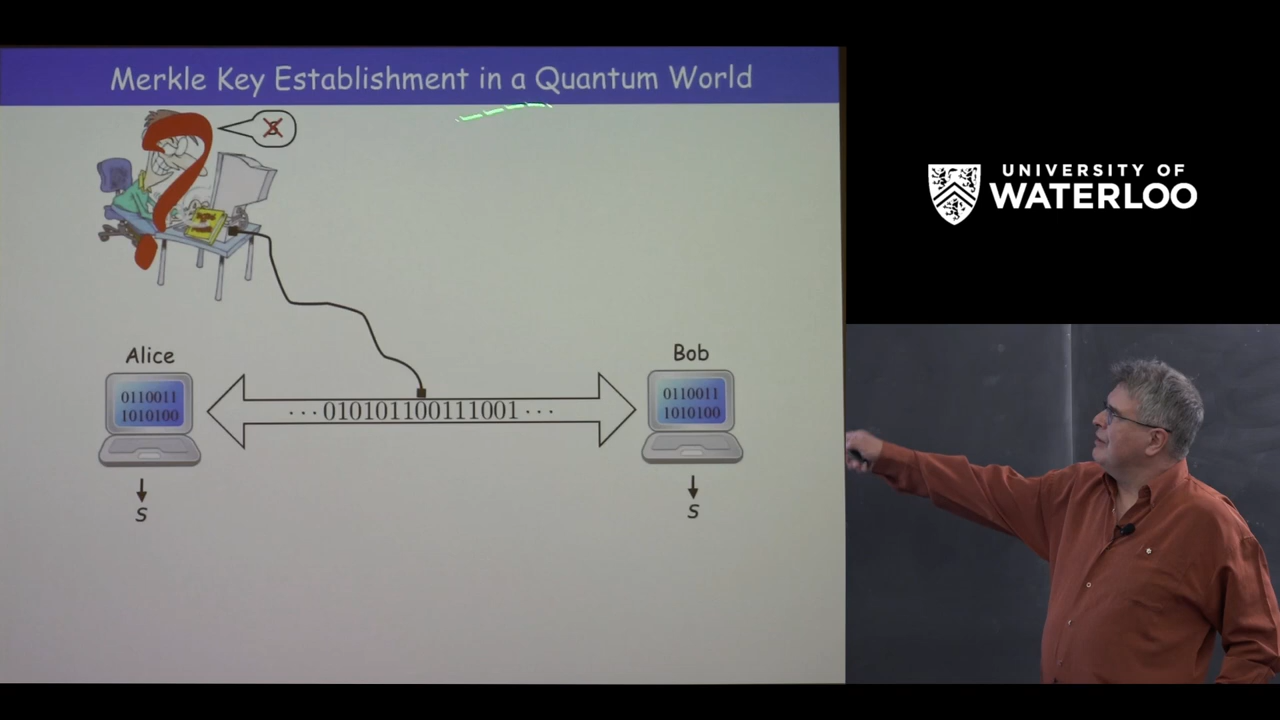 Merkle Key Establishment in a Quantum World
S
Alice
Bob
0110011
1010100
···010101100111001···
0110011
1010100
S
S
UNIVERSITY OF
WATERLOO